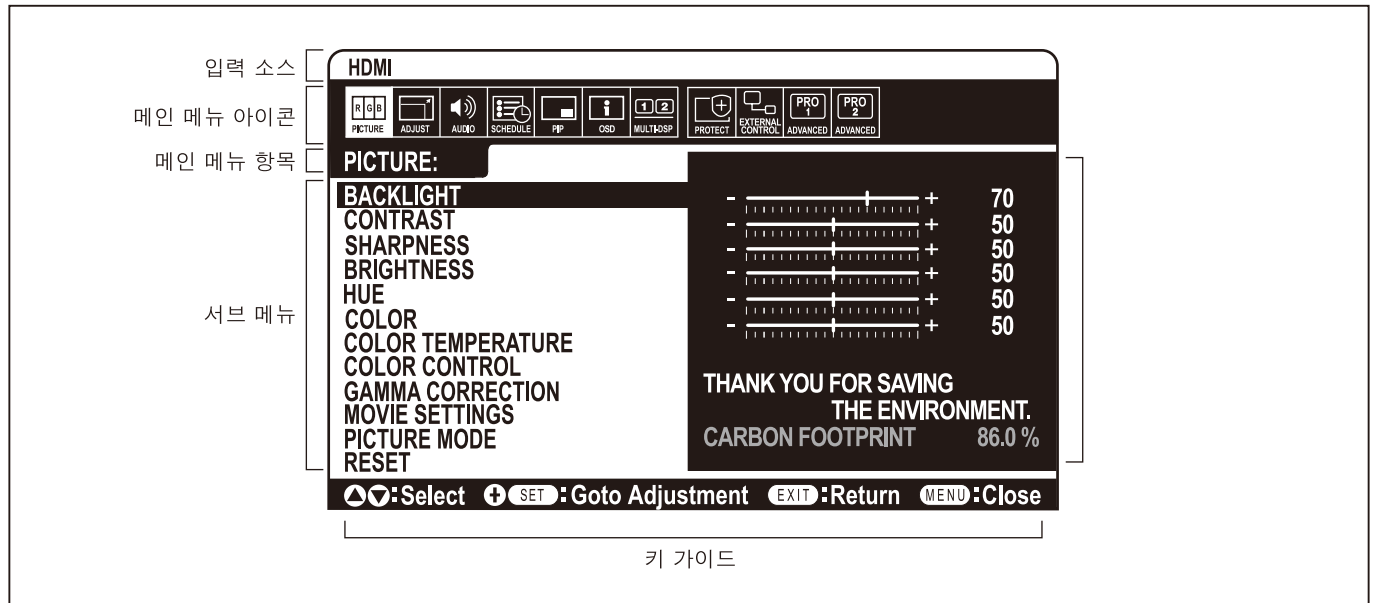 입력 소스
HDMI
메인 메뉴 아이콘
RGB
PICTURE
ADJUST
AUDIO
SCHEDULE
PIP
i
OSD
1 2
MULTI-DSP
PROTECT
EXTERNAL
CONTROL
PRO
1
ADVANCED
PRO
2
ADVANCED
메인 메뉴 항목
PICTURE:
서브 메뉴
BACKLIGHT - + 70
CONTRAST - + 50
SHARPNESS - + 50
BRIGHTNESS - + 50
HUE - + 50
COLOR - + 50
COLOR TEMPERATURE
COLOR CONTROL
GAMMA CORRECTION
MOVIE SETTINGS
PICTURE MODE
RESET
THANK YOU FOR SAVING
THE ENVIRONMENT.
CARBON FOOTPRINT 86.0 %
:Select SET:Goto Adjustment EXIT:Return MENU:Close
키 가이드